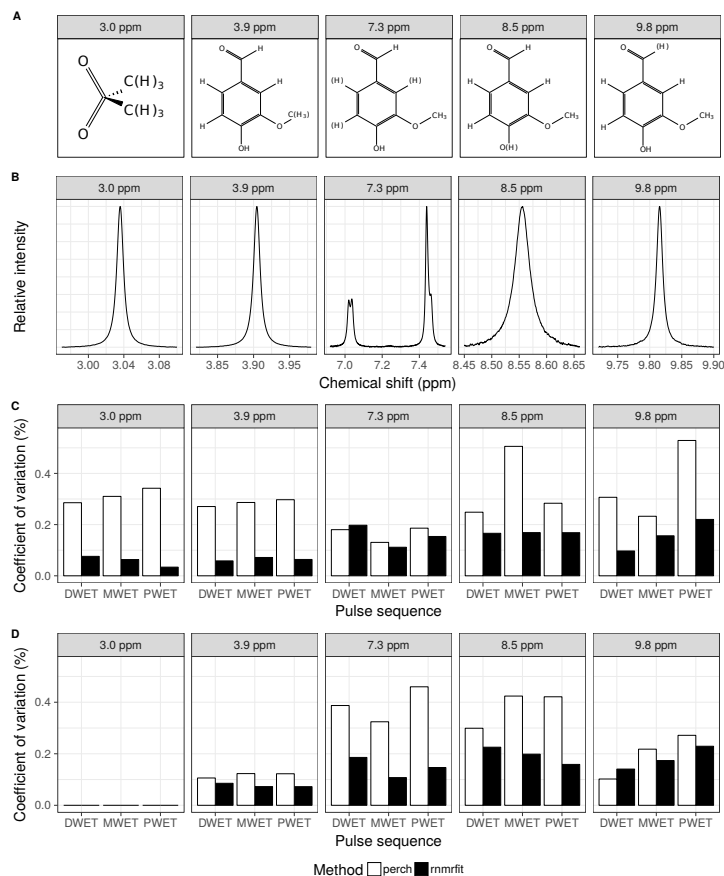 A
3.0 ppm 3.9 ppm 7.3 ppm 8.5 ppm 9.8 ppm
O
C(H)3
C(H)3
O
O H
H H
H O (CH3)
OH
O H
(H) (H)
(H) O CH3
OH
O H
H H
H O CH3
O(H)
O (H)
H H
H O CH3
OH
B
3.0 ppm 3.9 ppm 7.3 ppm 8.5 ppm 9.8 ppm
Relative intensity
3.00 3.04 3.08 3.85 3.90 3.95 7.0 7.2 7.4 8.45 8.50 8.55 8.60 8.65 9.75 9.80 9.85 9.90
Chemical shift (ppm)
C
3.0 ppm 3.9 ppm 7.3 ppm 8.5 ppm 9.8 ppm
Coefficient of variation (%)
0.4
0.2
0.0
DWET MWET PWET DWET MWET PWET DWET MWET PWET DWET MWET PWET DWET MWET PWET
Pulse sequence
D
3.0 ppm 3.9 ppm 7.3 ppm 8.5 ppm 9.8 ppm
Coefficient of variation (%)
0.4
0.2
0.0
DWET MWET PWET DWET MWET PWET DWET MWET PWET DWET MWET PWET DWET MWET PWET
Pulse sequence
Method perch rnmrfit